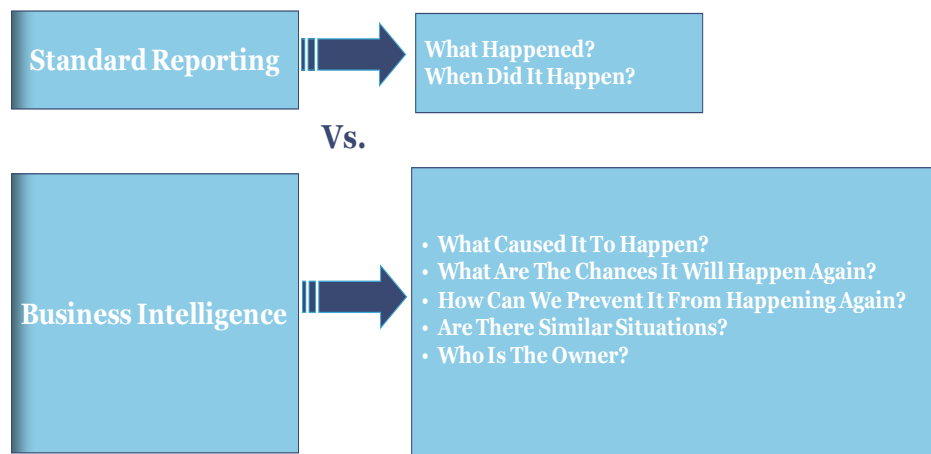 Standard Reporting
What Happened?
When Did It Happen?
Vs.
Business Intelligence
• What Caused It To Happen?
• What Are The Chances It Will Happen Again?
• How Can We Prevent It From Happening Again?
• Are There Similar Situations?
• Who Is The Owner?